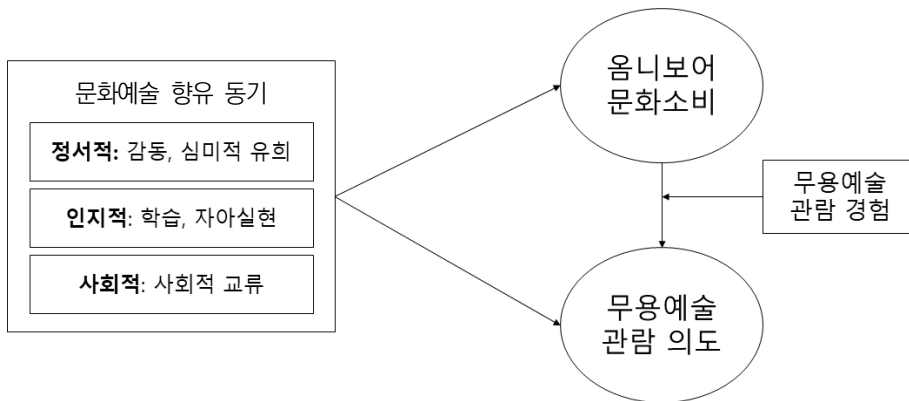 문화예술 향유 동기
정서적: 감동, 심미적 유희
인지적: 학습, 자아실현
사회적: 사회적 교류
옴니보어
문화소비
무용예술
관람 경험
무용예술
관람 의도